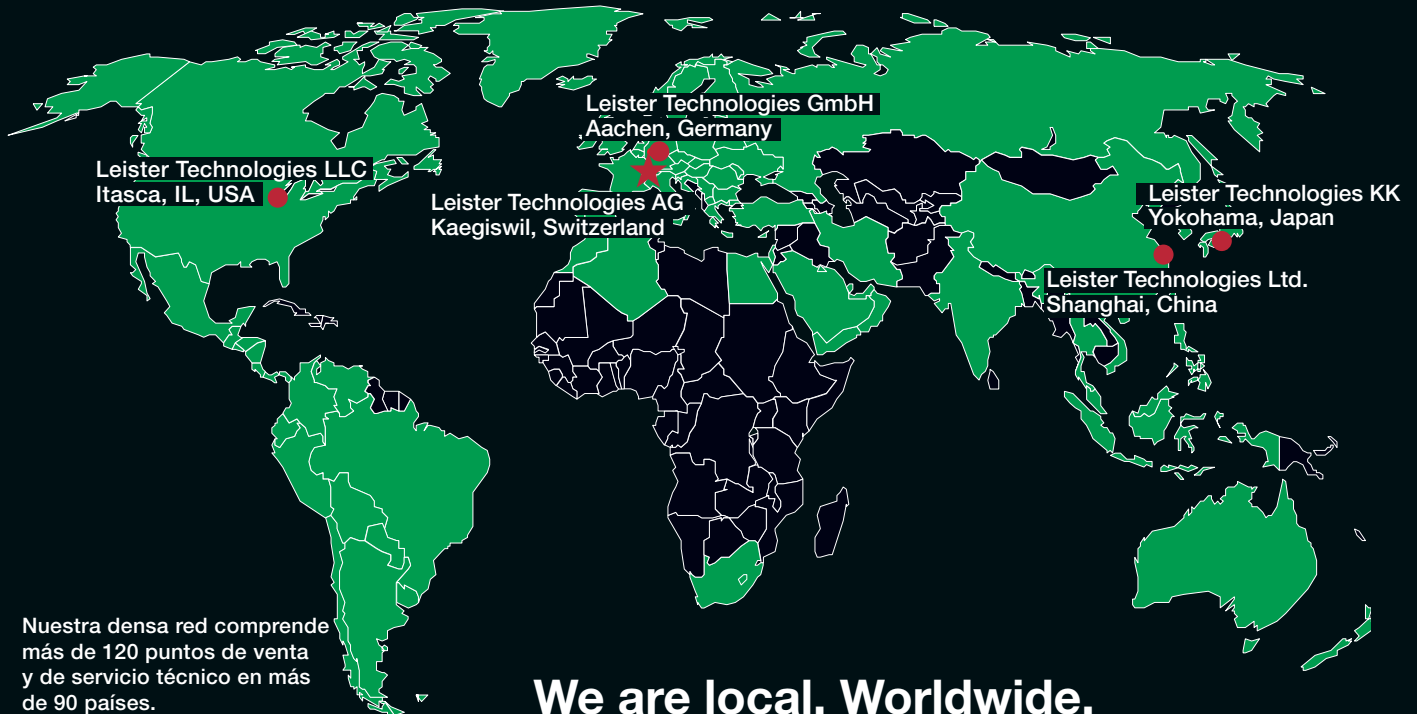 Leister Technologies GmbH
Aachen, Germany
Leister Technologies LLC
Itasca, IL, USA
Leister Technologies AG
Kaegiswil, Switzerland
Leister Technologies KK
Yokohama, Japan
Leister Technologies Ltd.
Shanghai, China
Nuestra densa red comprende
más de 120 puntos de venta
y de servicio técnico en más
de 90 países.
We are local. Worldwide.